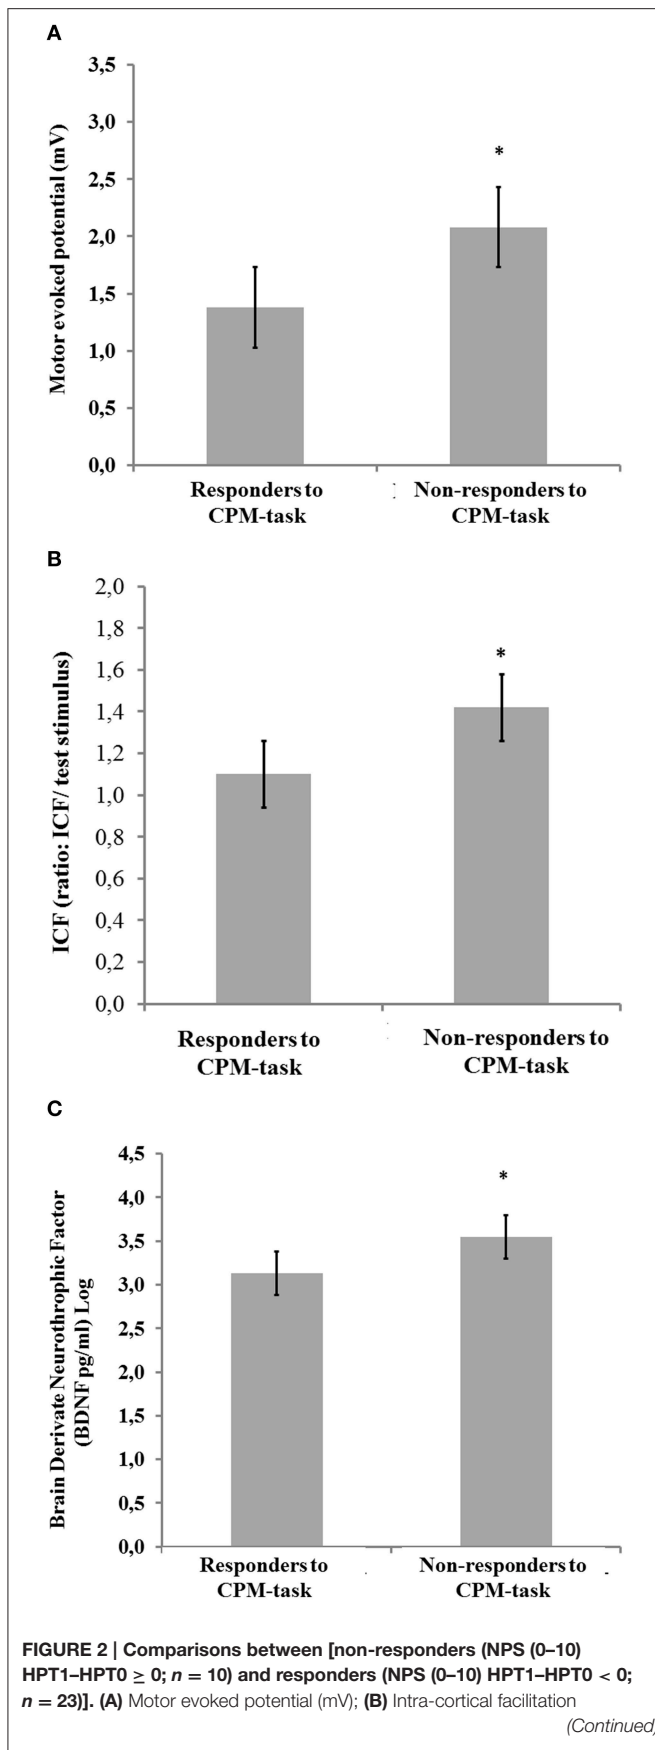 A
Motor evoked potential (mV)
3,5
3,0
2,5
2,0
1,5
1,0
0,5
0,0
*
Responders to
CPM-task
Non-responders to
CPM-task
B
ICF (ratio: ICF/ test stimulus)
2,0
1,8
1,6
1,4
1,2
1,0
0,8
0,6
0,4
0,2
0,0
*
Responders to
CPM-task
Non-responders to
CPM-task
C
Brain Derivate Neurothrophic Factor
(BDNF pg/ml) Log
4,5
4,0
3,5
3,0
2,5
2,0
1,5
1,0
0,5
0,0
*
Responders to
CPM-task
Non-responders to
CPM-task
FIGURE 2 | Comparisons between [non-responders (NPS (0–10)
HPT1–HPT0 ≥ 0; n = 10) and responders (NPS (0–10) HPT1–HPT0 < 0;
n = 23)]. (A) Motor evoked potential (mV); (B) Intra-cortical facilitation
(Continued)